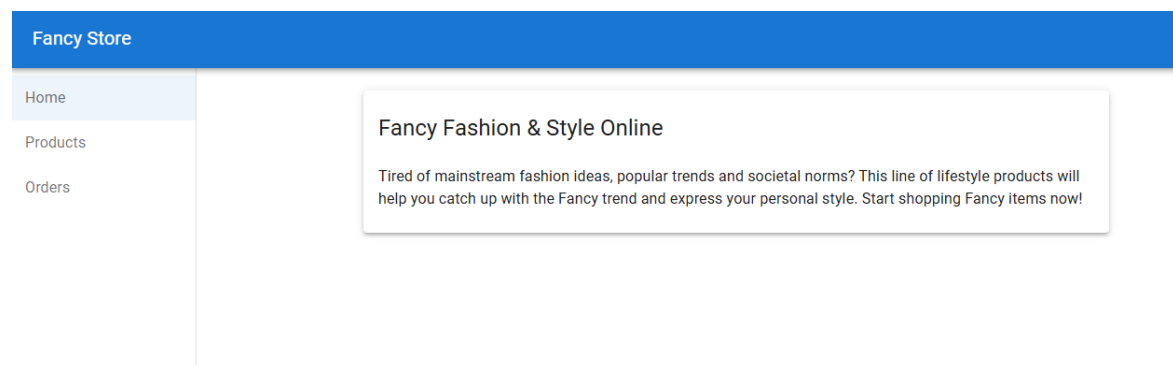 Fancy Store
Home
Products
Orders
Fancy Fashion & Style Online
Tired of mainstream fashion ideas, popular trends and societal norms? This line of lifestyle products will
help you catch up with the Fancy trend and express your personal style. Start shopping Fancy items now!